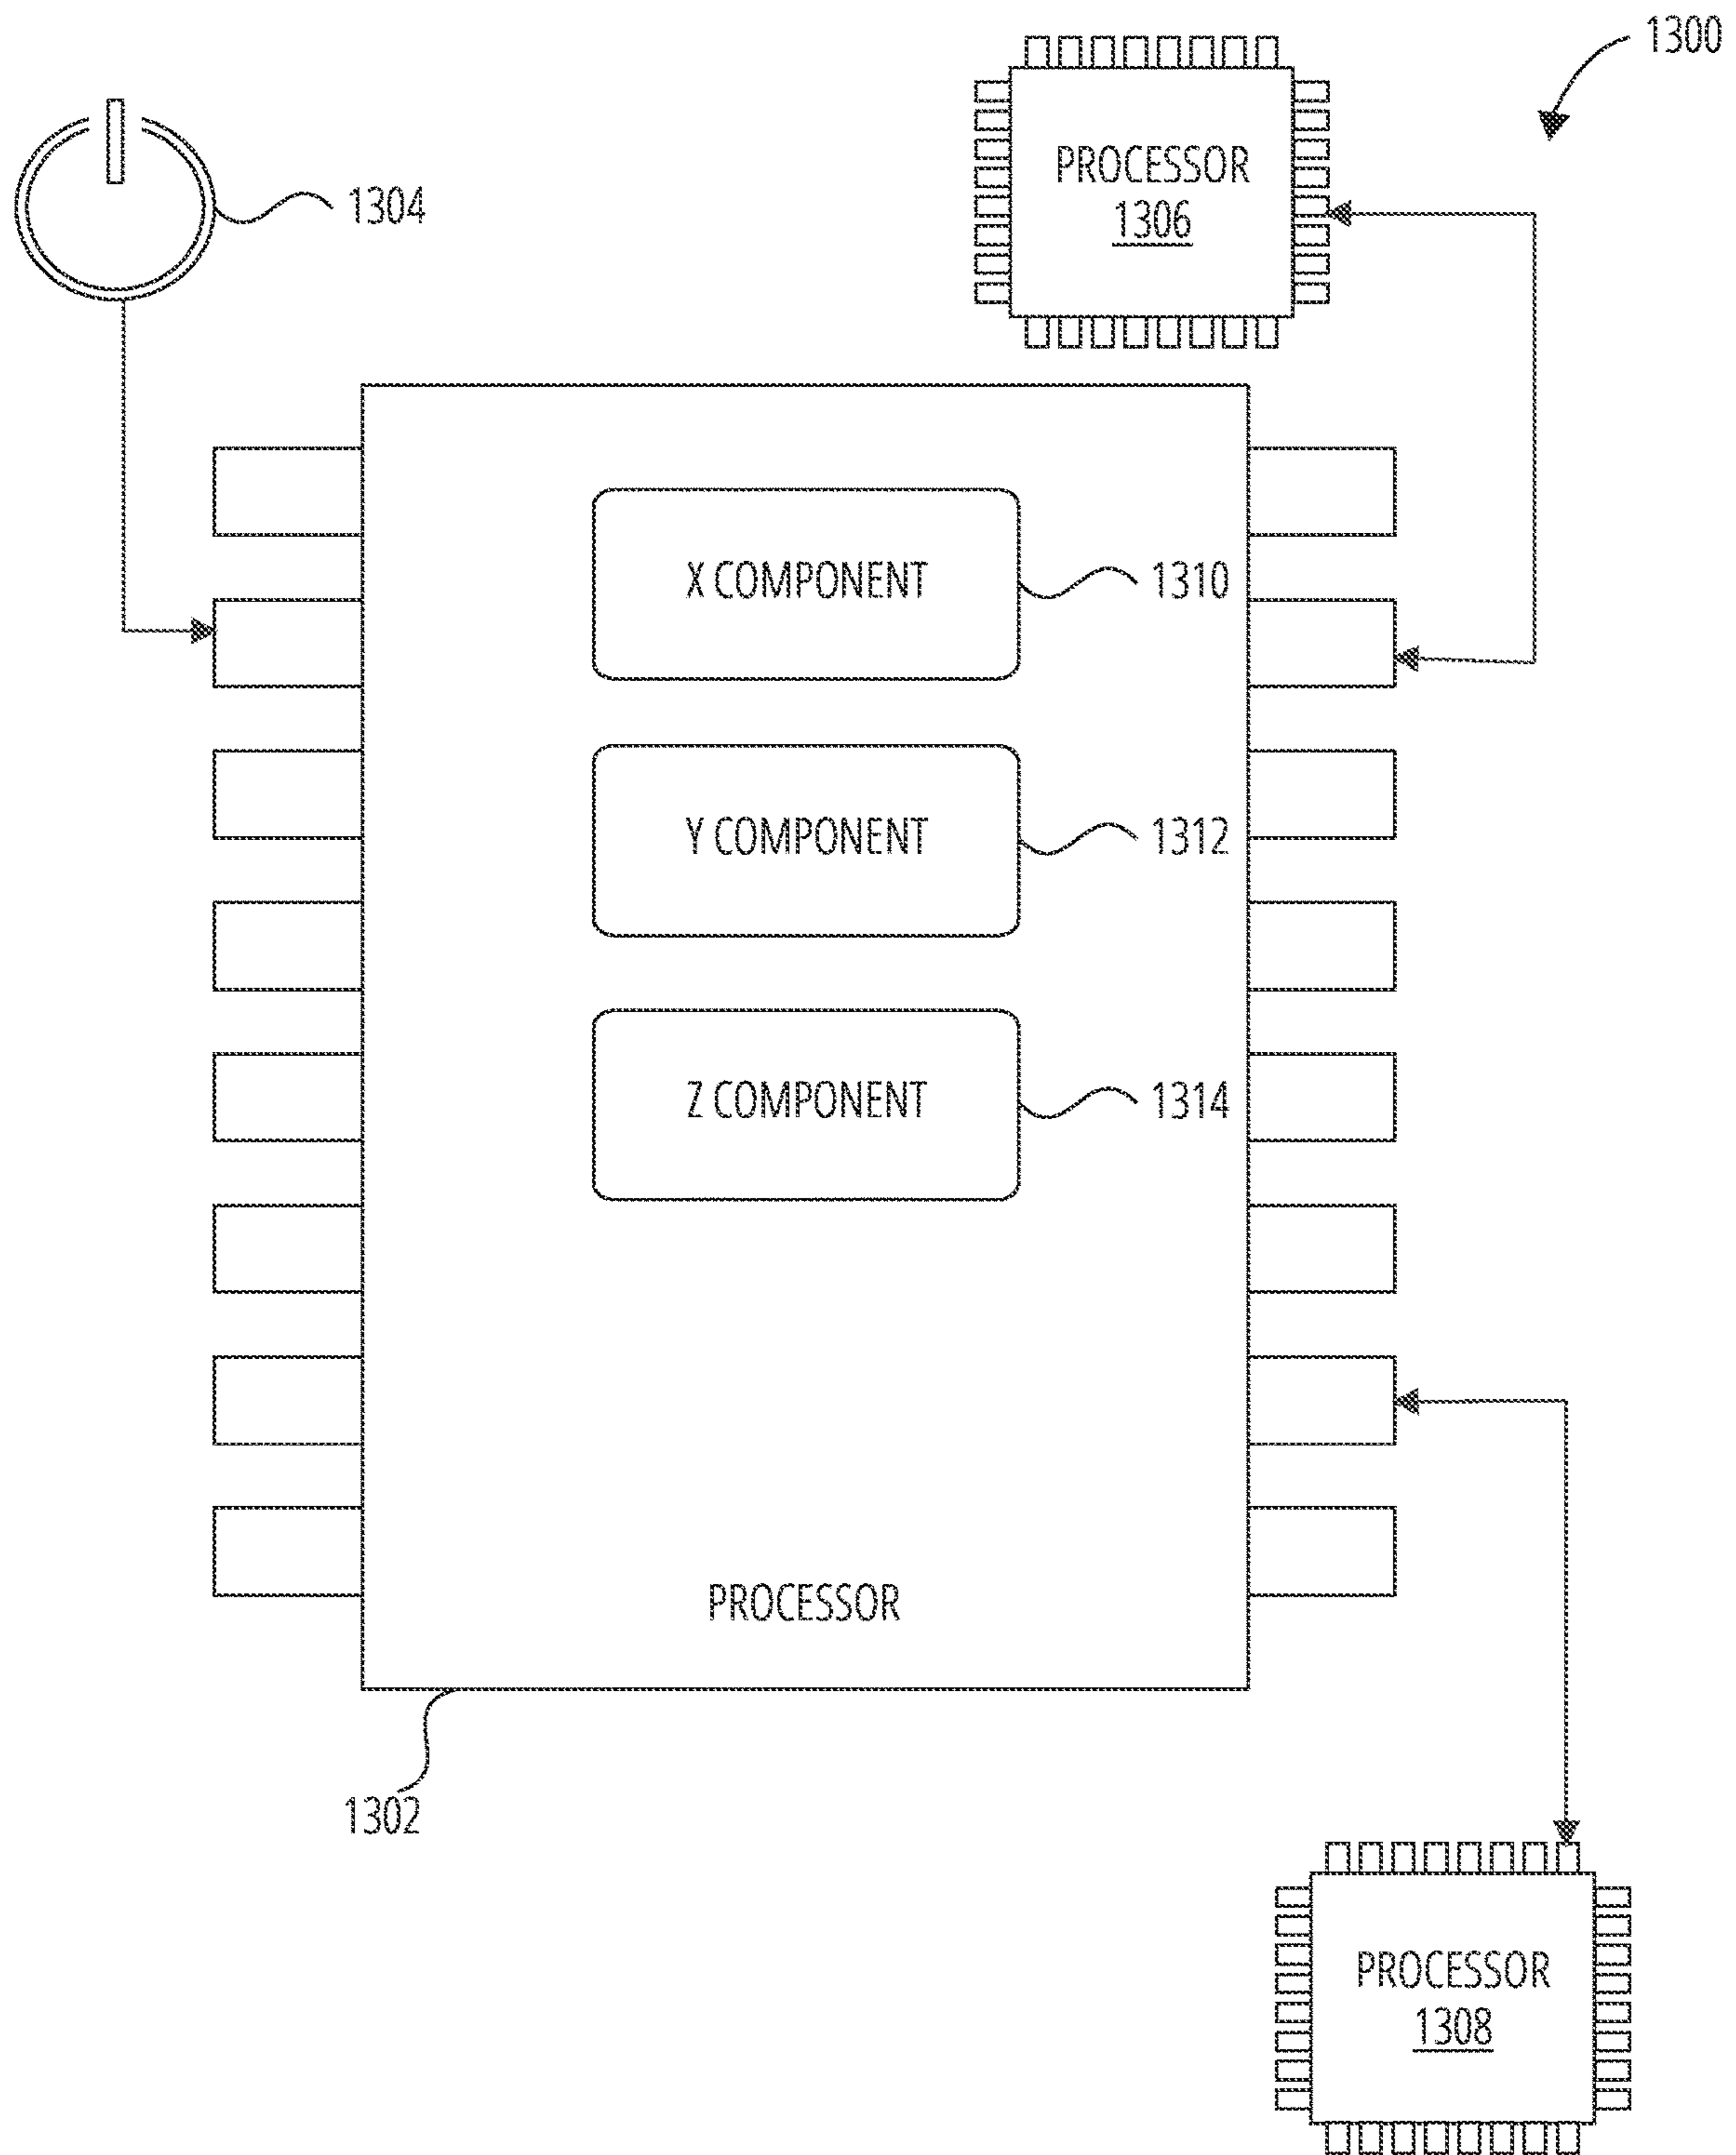 1300
PROCESSOR
1306
1304
X COMPONENT
1310
Y COMPONENT
1312
Z COMPONENT
1314
PROCESSOR
1302
PROCESSOR
1308